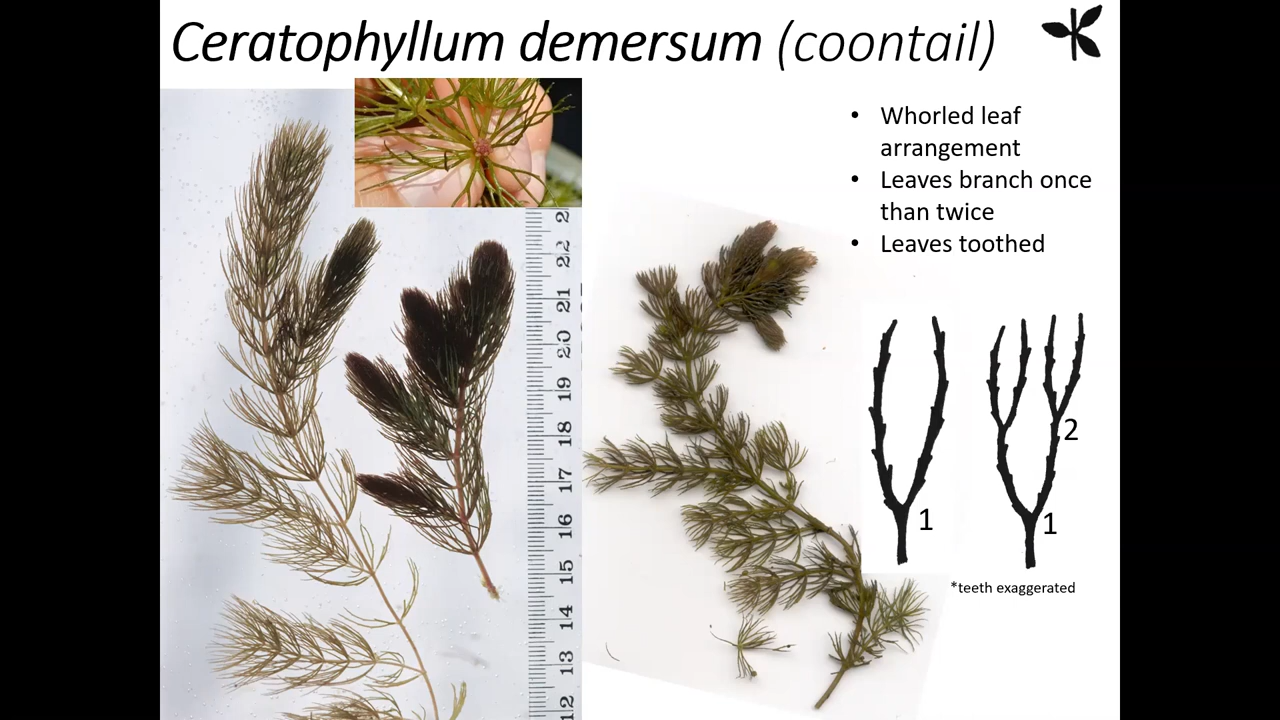 Ceratophyllum demersum (coontail)
• Whorled leaf
arrangement
• Leaves branch once
than twice
• Leaves toothed
22
21
20
19
18
17
16
15
14
13
12
2
1
1
*teeth exaggerated